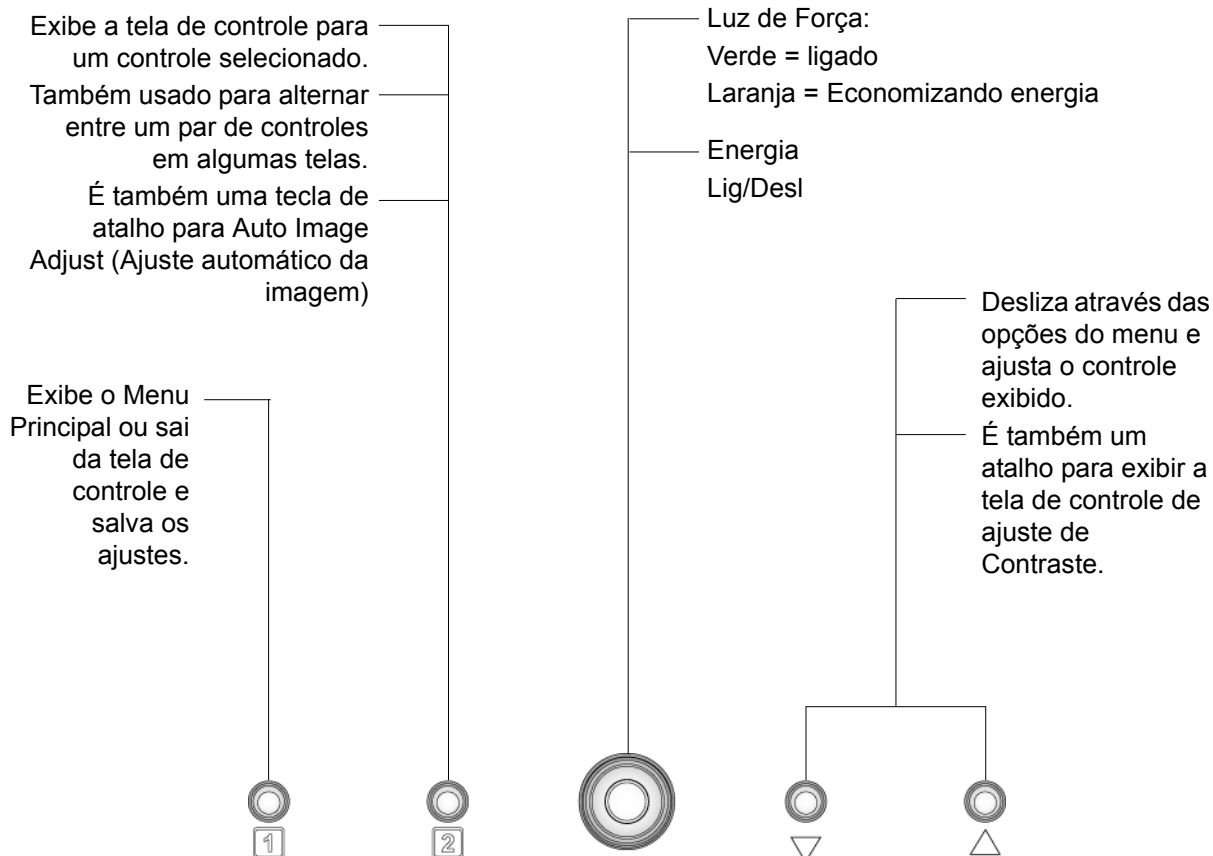 Exibe a tela de controle para
um controle selecionado.
Também usado para alternar
entre um par de controles
em algumas telas.
É também uma tecla de
atalho para Auto Image
Adjust (Ajuste automático da
imagem)
Exibe o Menu
Principal ou sai
da tela de
controle e
salva os
ajustes.
Luz de Força:
Verde = ligado
Laranja = Economizando energia
Energia
Lig/Desl
Desliza através das
opções do menu e
ajusta o controle
exibido.
É também um
atalho para exibir a
tela de controle de
ajuste de
Contraste.
1
2